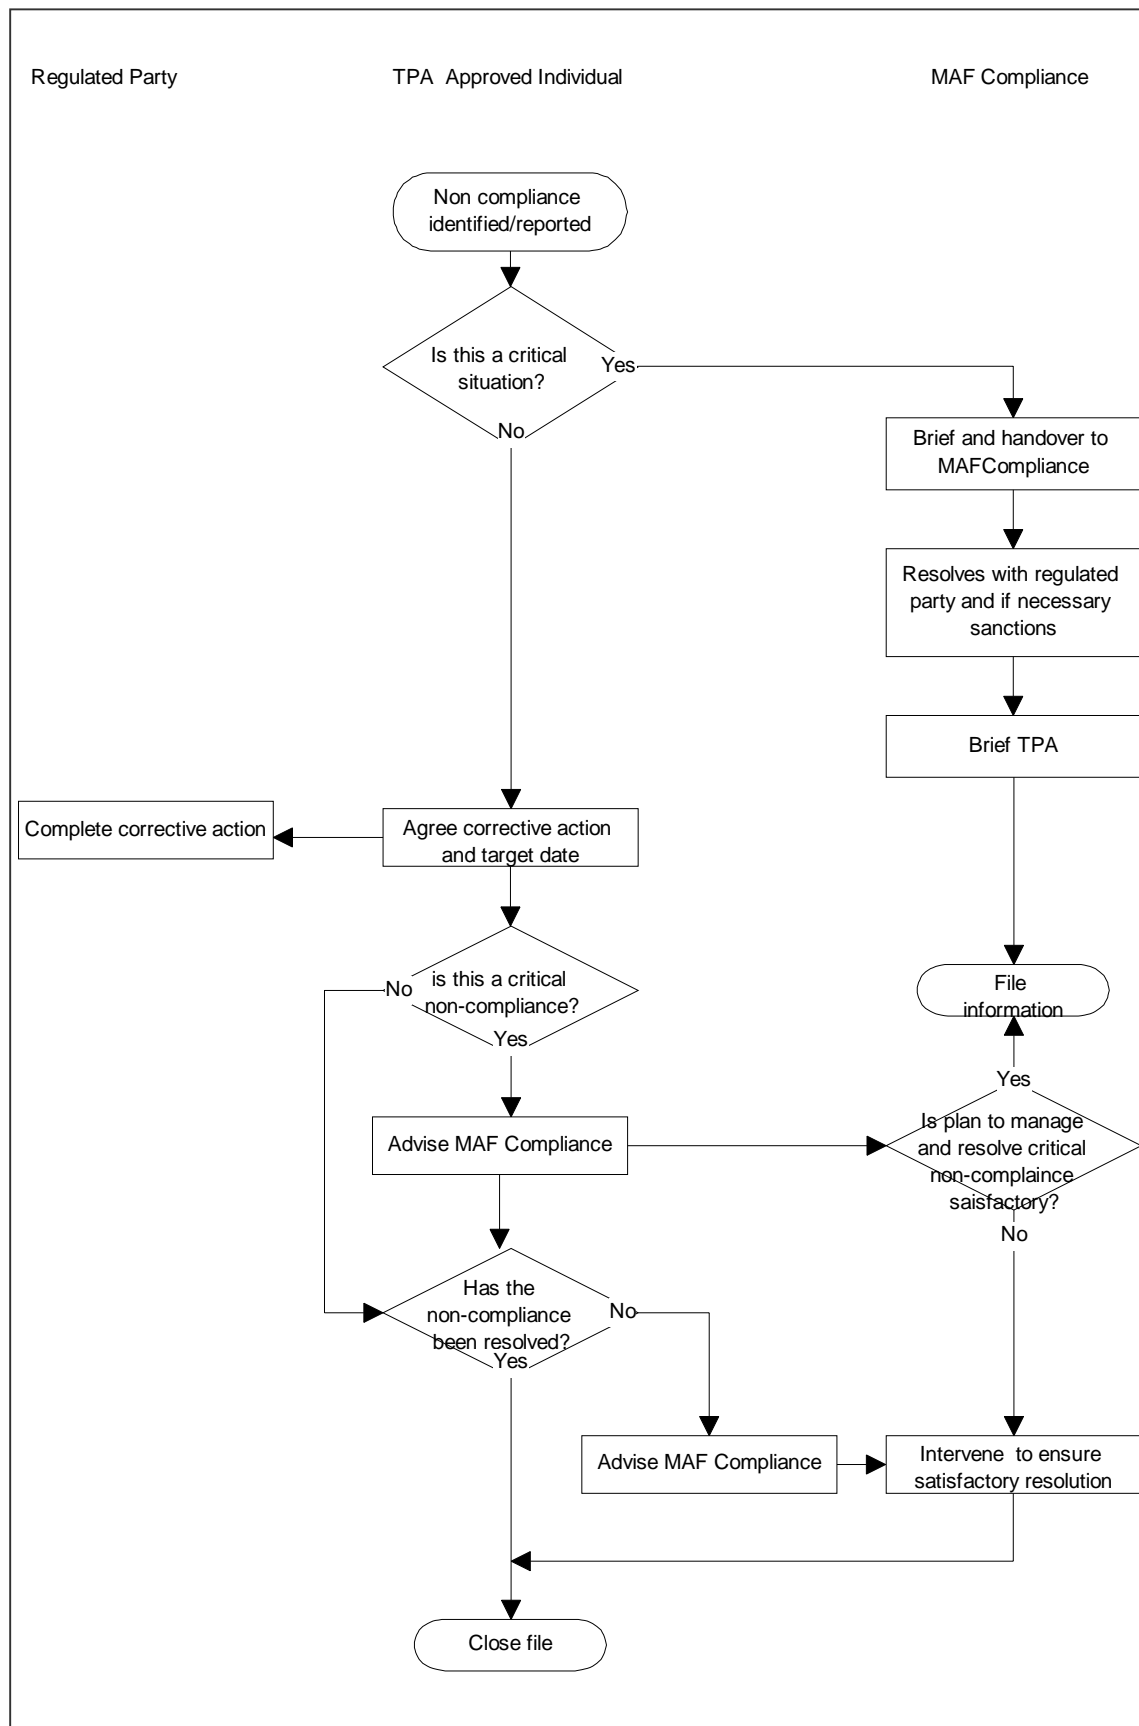 Regulated Party
TPA  Approved Individual
MAF Compliance
Non compliance
identified/reported
Is this a critical
situation?
Yes
No
Brief and handover to
MAFCompliance
Resolves with regulated
party and if necessary
sanctions
Brief TPA
Complete corrective action
Agree corrective action
and target date
is this a critical
non-compliance?
No
Yes
File
information
Yes
Advise MAF Compliance
Is plan to manage
and resolve critical
non-complaince
saisfactory?
No
Has the
non-compliance
been resolved?
No
Yes
Advise MAF Compliance
Intervene  to ensure
satisfactory resolution
Close file